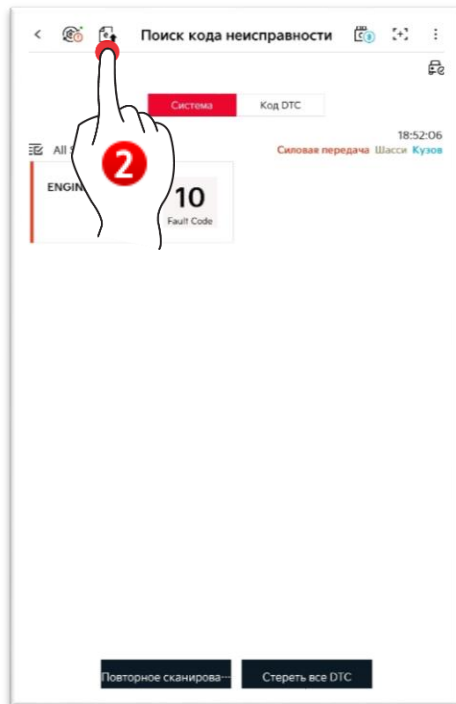 Поиск кода неисправности
Система Код DTC
18:52:06
All
Силовая передача Шасси Кузов
2
10
Fault Code
Повторное сканирова···
Стереть все DTC